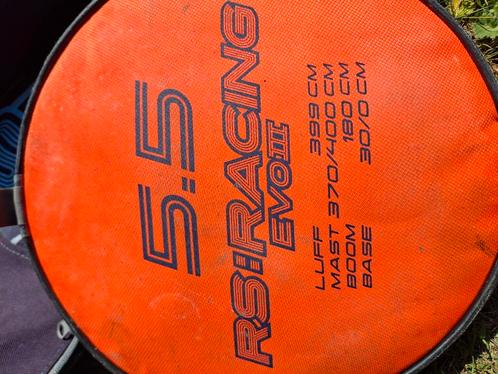 5.5
RS:RACING
EVOIII
LUFF 399 CM
MAST 370/400 CM
BOOM 180 CM
BASE 30/0 CM